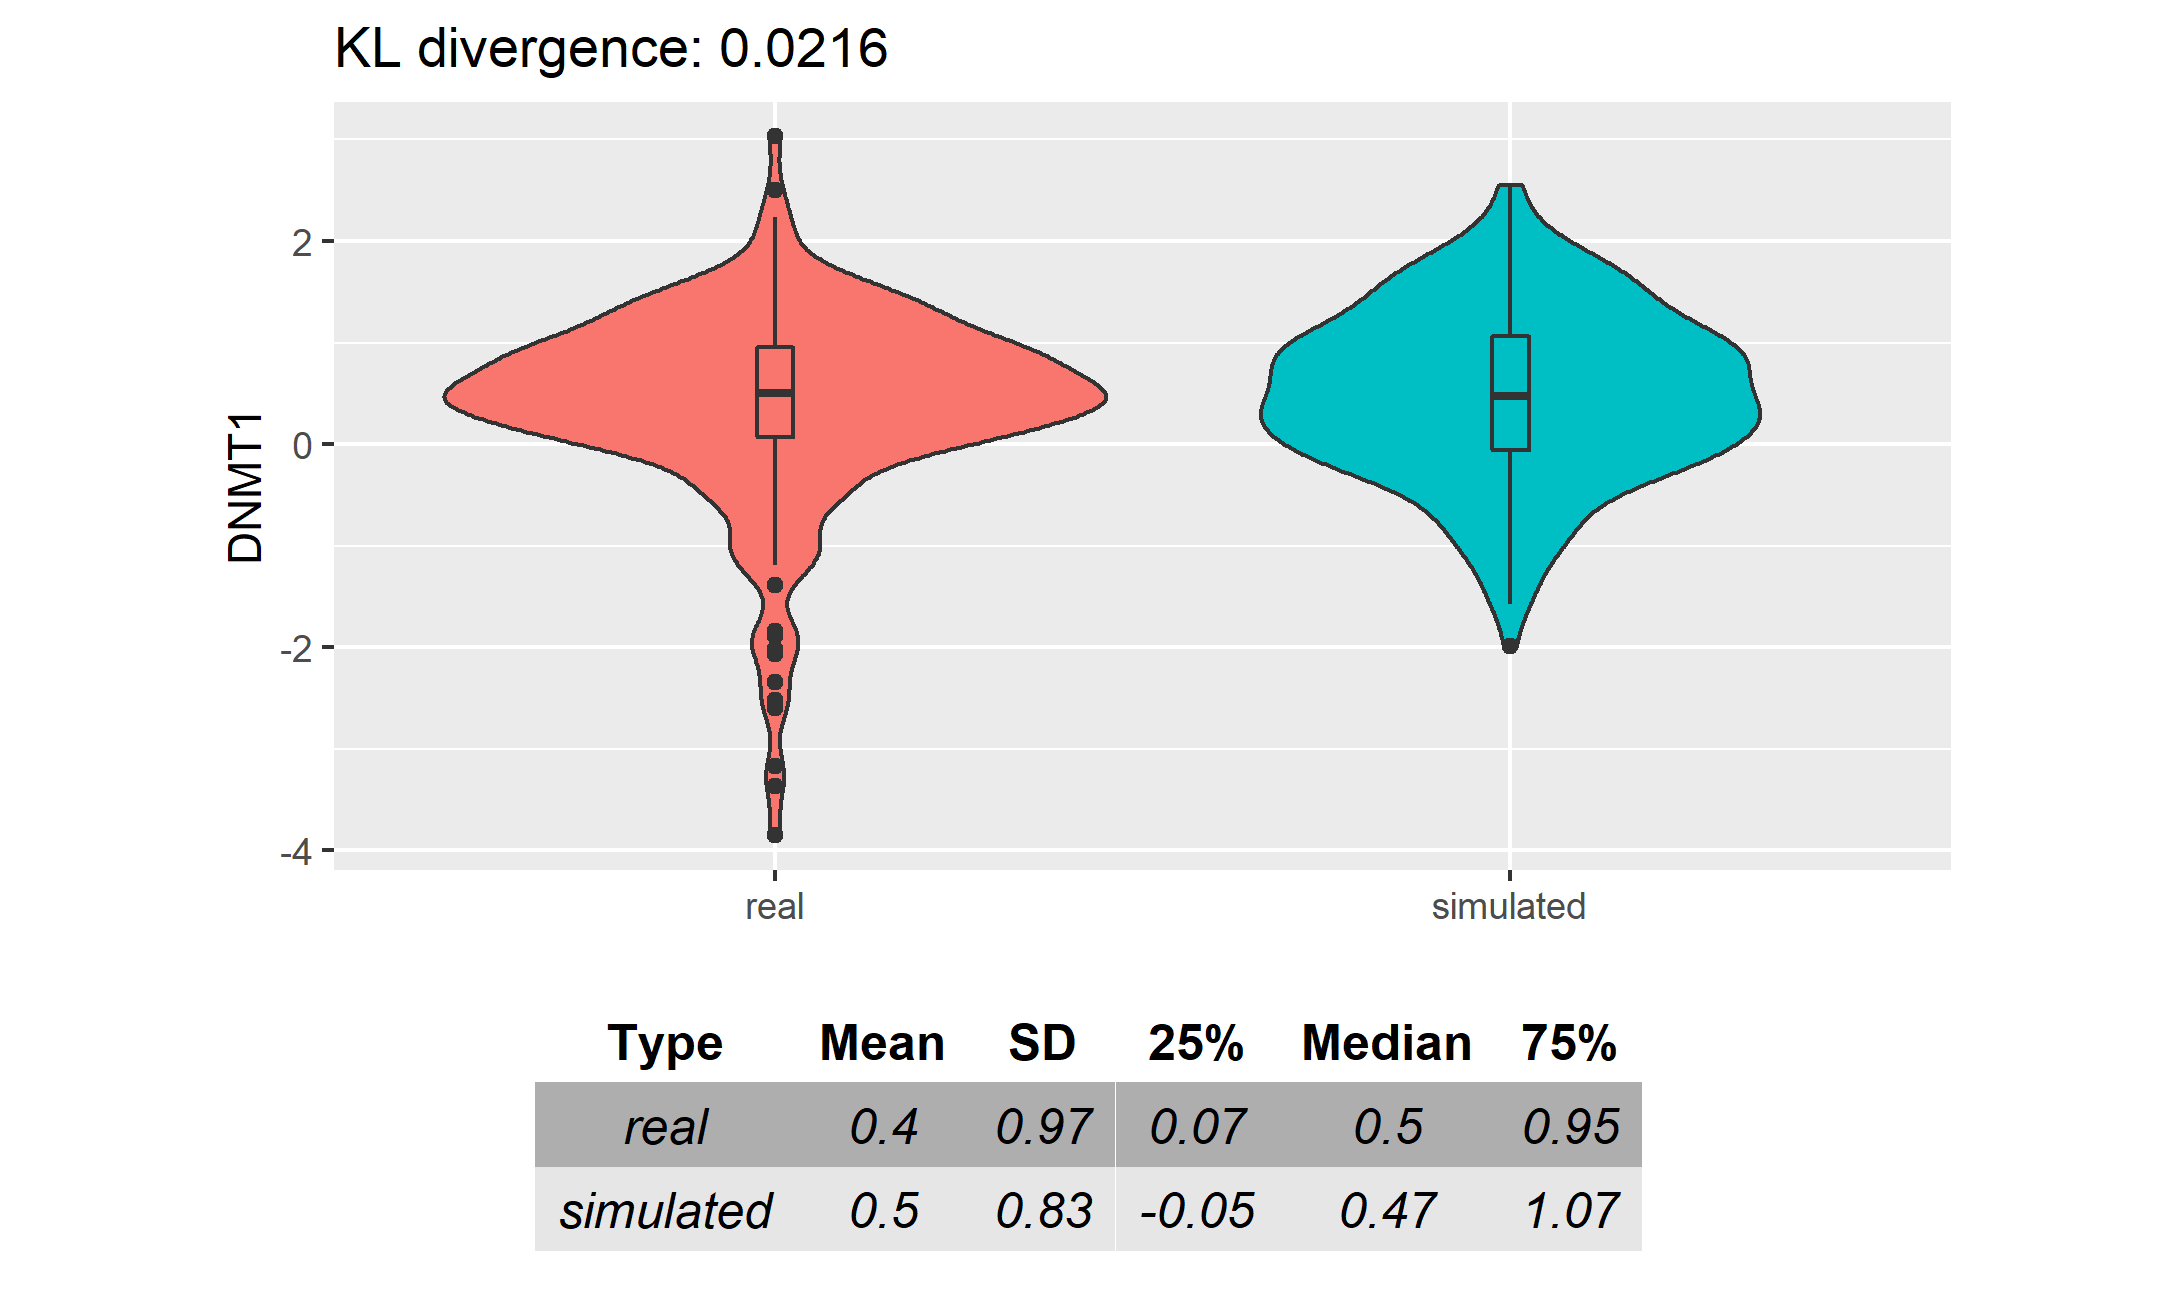 KL divergence: 0.0216
DNMT1
2
0
-2
-4
real simulated
Type Mean SD 25% Median 75%
real 0.4 0.97 0.07 0.5 0.95
simulated 0.5 0.83 -0.05 0.47 1.07